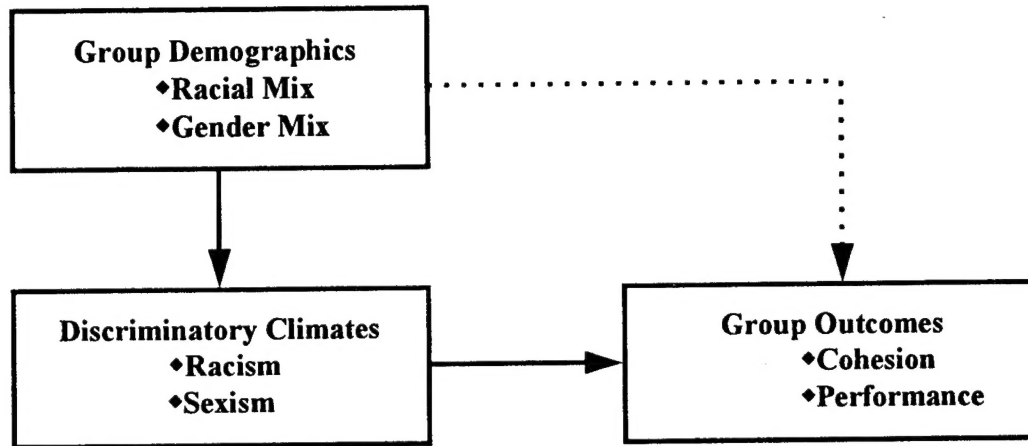 Group Demographics
◆Racial Mix
◆Gender Mix
Discriminatory Climates
◆Racism
◆Sexism
Group Outcomes
◆Cohesion
◆Performance